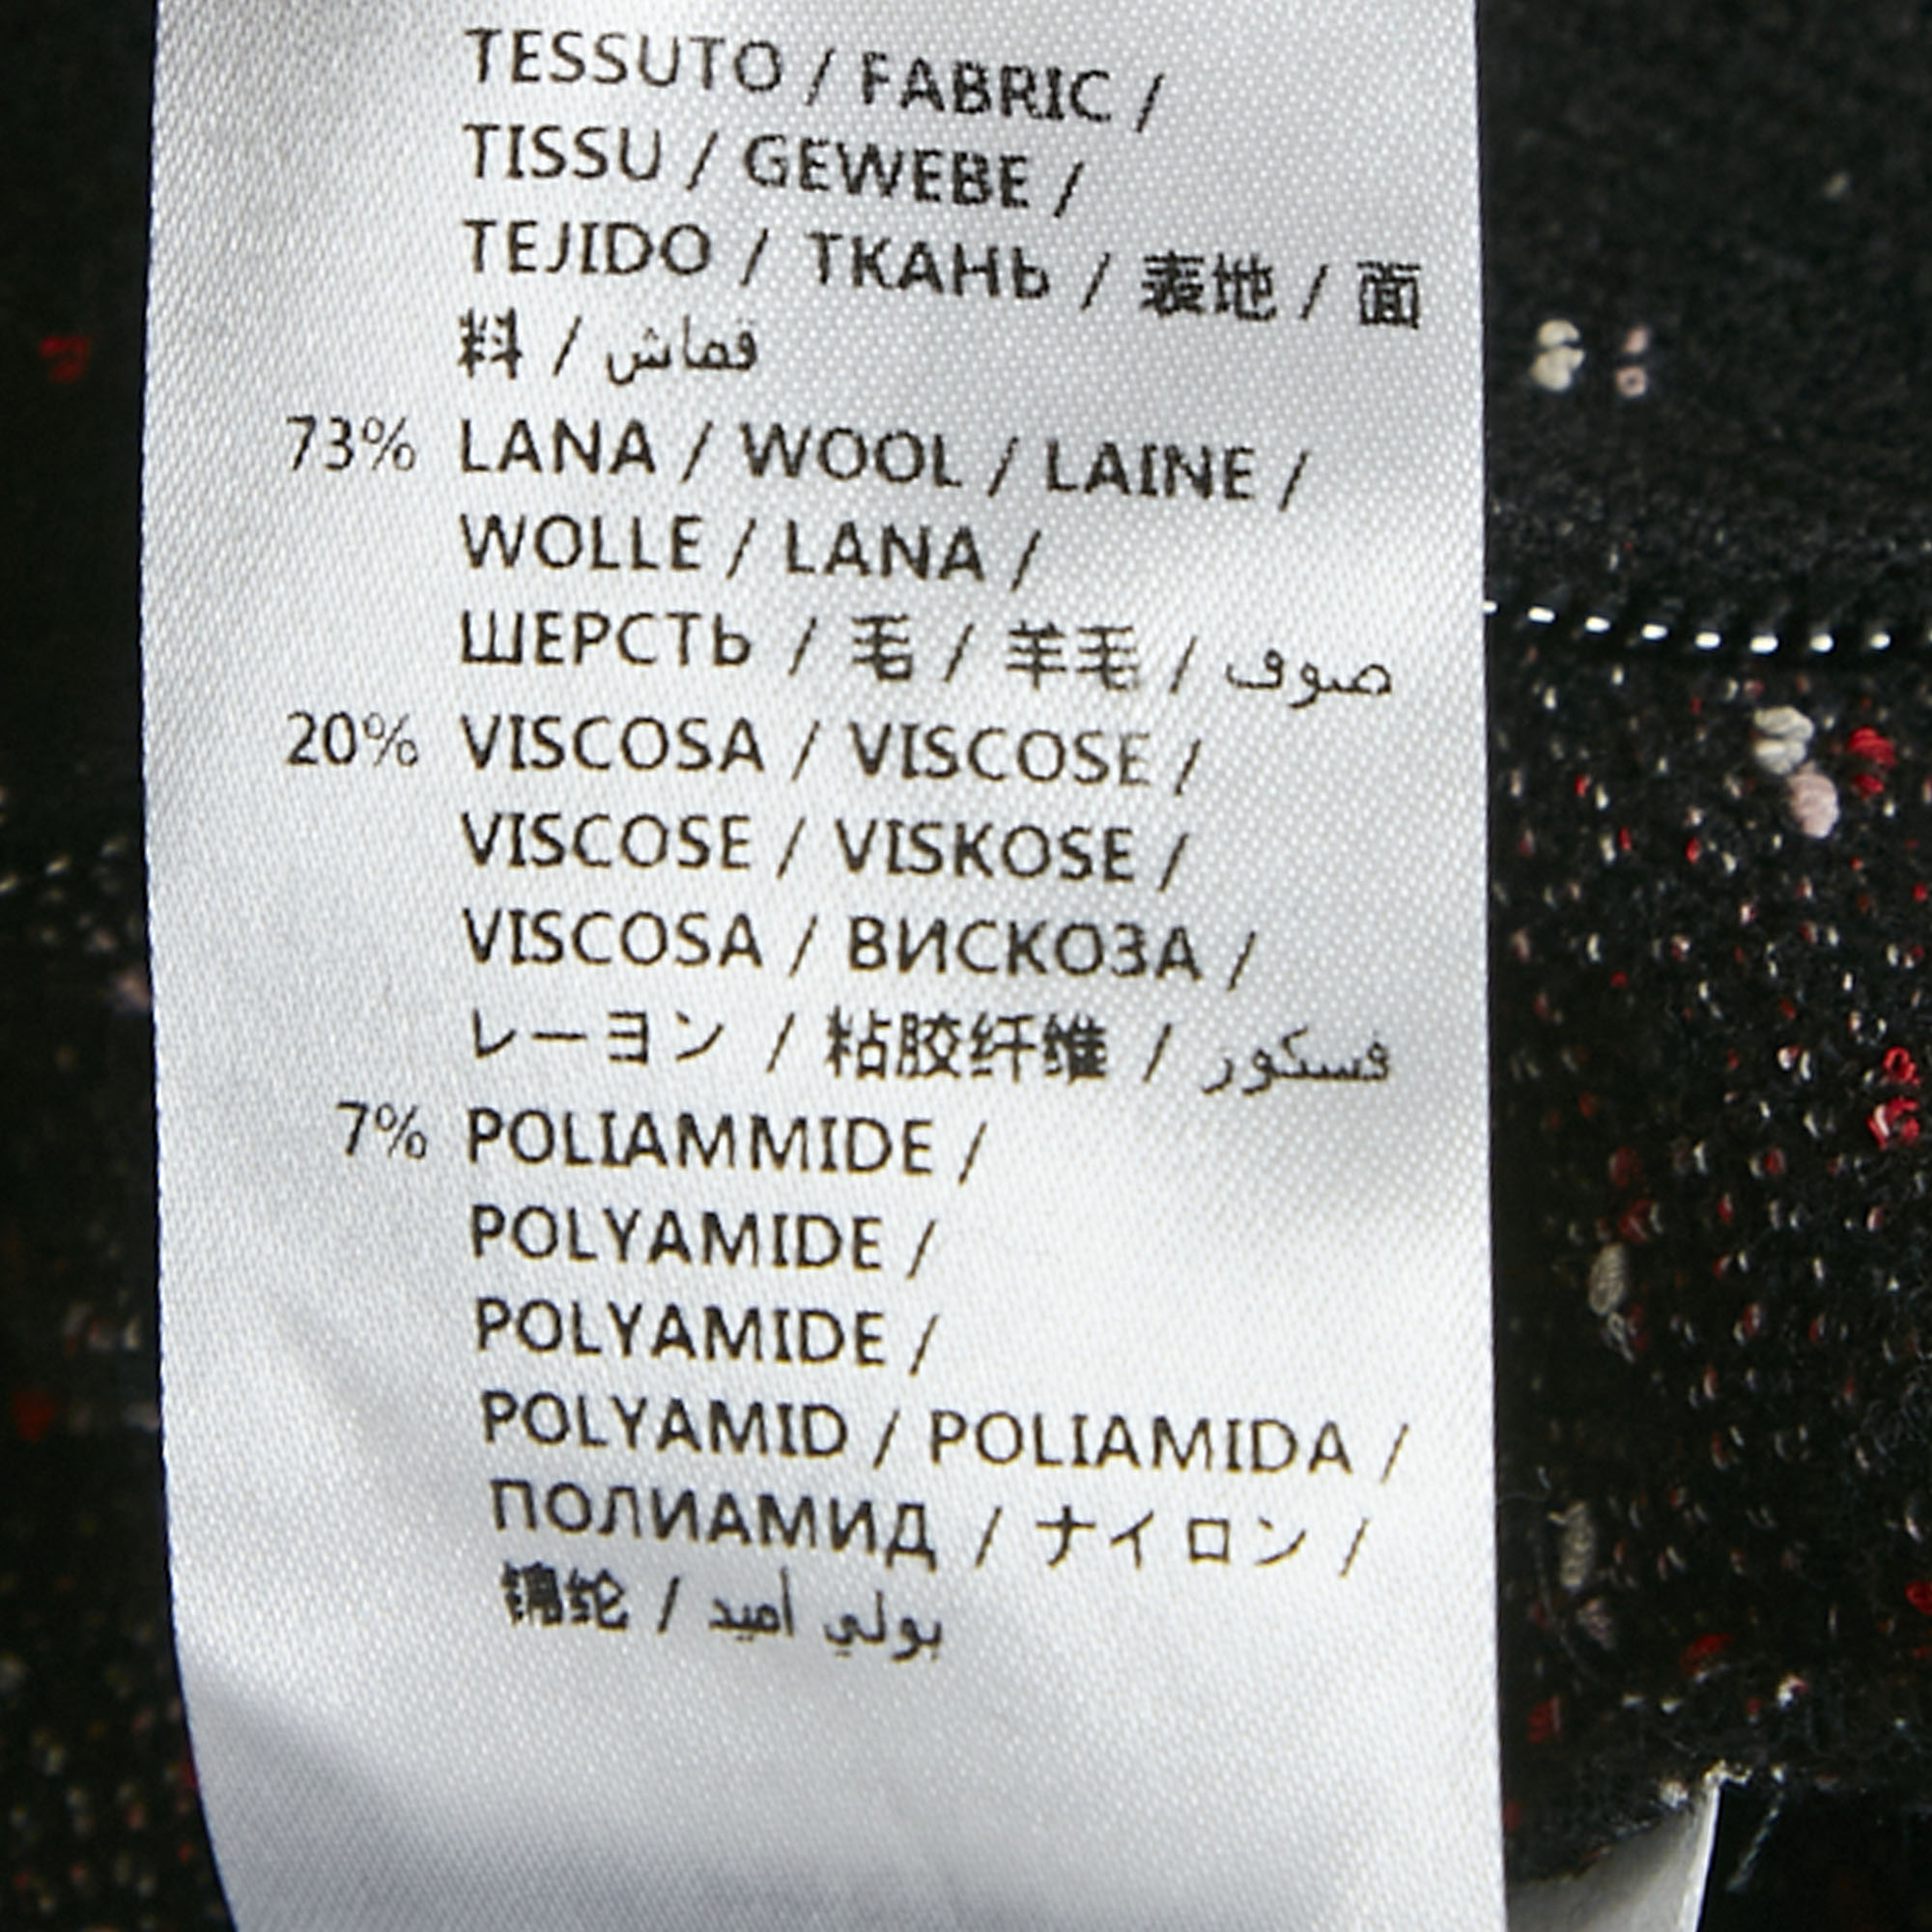 TESSUTO / FABRIC /
TISSU / GEWEBE /
TEJIDO / ТКАНЬ / 表地 / 面
料 / قماش
73% LANA / WOOL / LAINE /
WOLLE / LANA /
ШЕРСТЬ / 毛 / 羊毛 / صوف
20% VISCOSA / VISCOSE /
VISCOSE / VISKOSE /
VISCOSA / ВИСКОЗА /
レーヨン / 粘胶纤维 / فسكور
7% POLIAMMIDE /
POLYAMIDE /
POLYAMIDE /
POLYAMID / POLIAMIDA /
ПОЛИАМИД / ナイロン /
锦纶 / بولي أميد